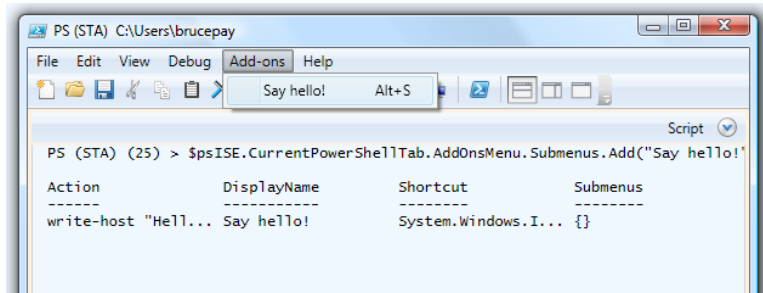 PS (STA) C:\Users\brucepay
File Edit View Debug Add-ons Help
Say hello! Alt+S
Script
PS (STA) (25) > $psISE.CurrentPowerShellTab.AddOnsMenu.Submenus.Add("Say hello!"
Action DisplayName Shortcut Submenus
------ ----------- -------- --------
write-host "Hell... Say hello! System.Windows.I... {}